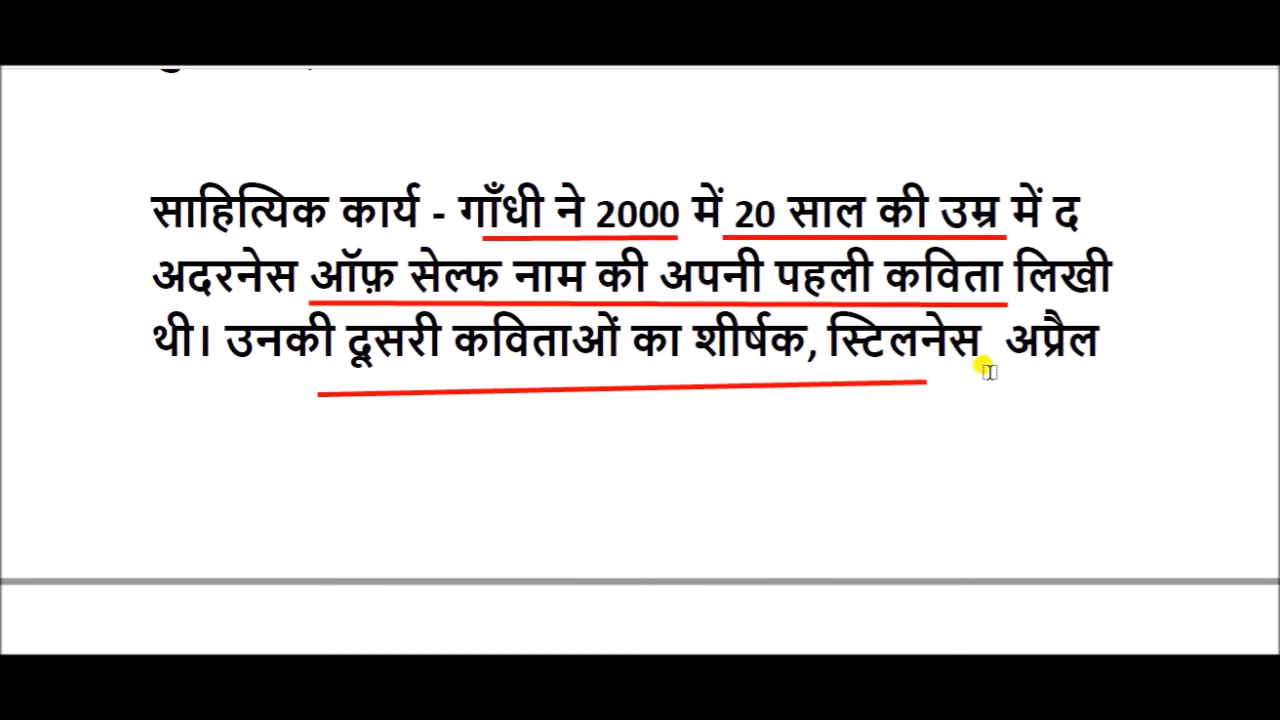 साहित्यिक कार्य - गाँधी ने 2000 में 20 साल की उम्र में द
अदरनेस ऑफ़ सेल्फ नाम की अपनी पहली कविता लिखी
थी। उनकी दूसरी कविताओं का शीर्षक, स्टिलनेस अप्रैल